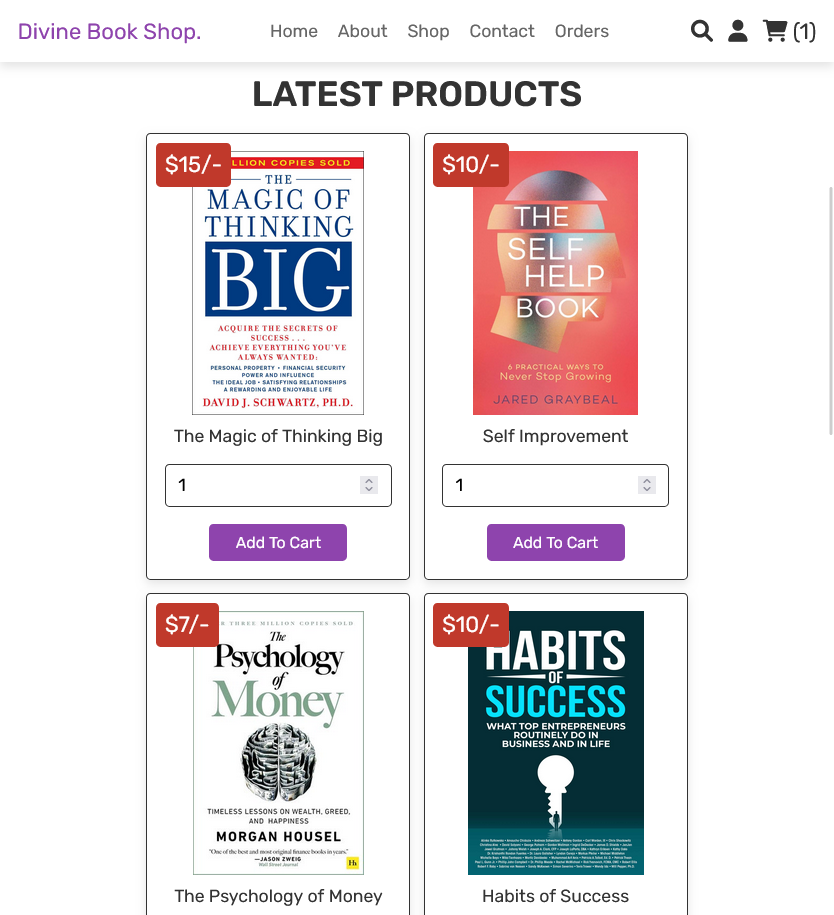 Divine Book Shop.
Home About Shop Contact Orders
(1)
LATEST PRODUCTS
$15/-
LLION COPIES SOLD
THE
MAGIC OF
THINKING
BIG
ACQUIRE THE SECRETS OF
SUCCESS . . .
ACHIEVE EVERYTHING YOU'VE
ALWAYS WANTED:
PERSONAL PROPERTY • FINANCIAL SECURITY
POWER AND INFLUENCE
THE IDEAL JOB • SATISFYING RELATIONSHIPS
A REWARDING AND ENJOYABLE LIFE
DAVID J. SCHWARTZ, PH.D.
The Magic of Thinking Big
1
Add To Cart
$10/-
THE
SELF
HELP
BOOK
6 PRACTICAL WAYS TO
Never Stop Growing
JARED GRAYBEAL
Self Improvement
1
Add To Cart
$7/-
R THREE MILLION COPIES SOLD
The
Psychology
of
Money
TIMELESS LESSONS ON WEALTH, GREED,
AND HAPPINESS
MORGAN HOUSEL
"One of the best and most original finance books in years."
—JASON ZWEIG
Wall Street Journal
Hh
The Psychology of Money
$10/-
HABITS
OF
SUCCESS
WHAT TOP ENTREPRENEURS
ROUTINELY DO IN
BUSINESS AND IN LIFE
Habits of Success